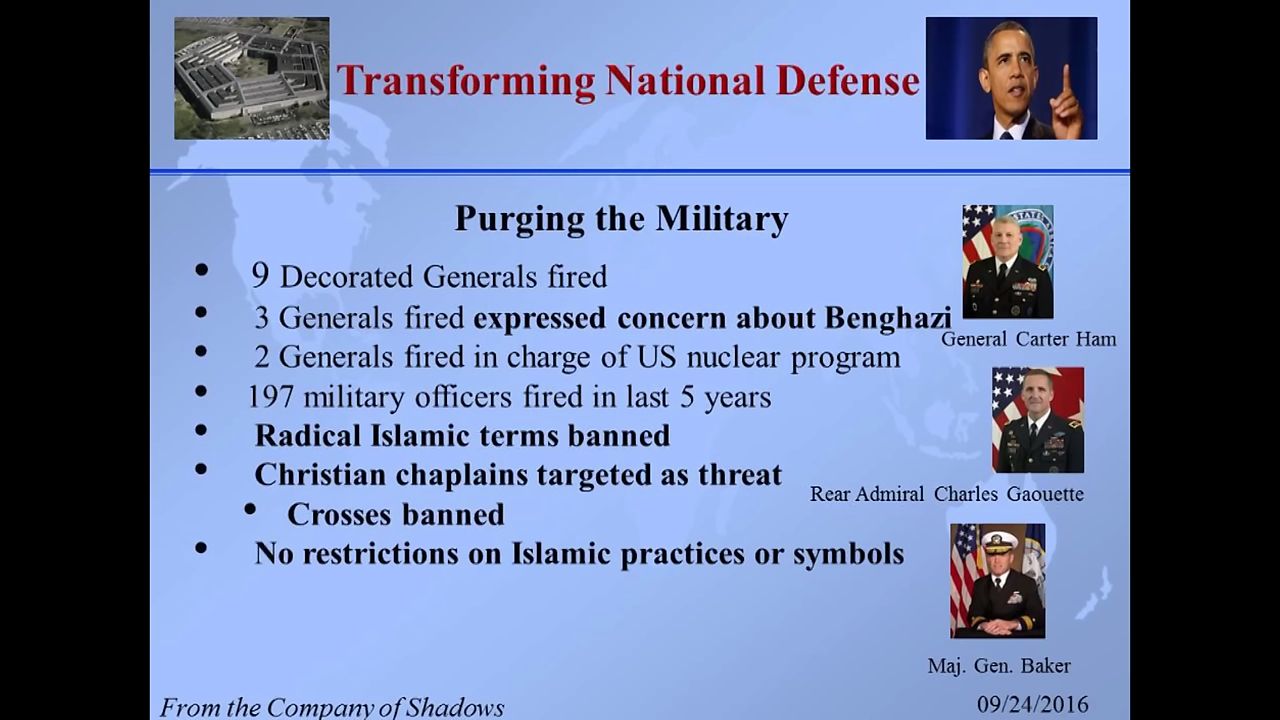 Transforming National Defense
Purging the Military
• 9 Decorated Generals fired
• 3 Generals fired expressed concern about Benghazi
General Carter Ham
• 2 Generals fired in charge of US nuclear program
• 197 military officers fired in last 5 years
• Radical Islamic terms banned
• Christian chaplains targeted as threat
Rear Admiral Charles Gaouette
• Crosses banned
• No restrictions on Islamic practices or symbols
Maj. Gen. Baker
From the Company of Shadows
09/24/2016